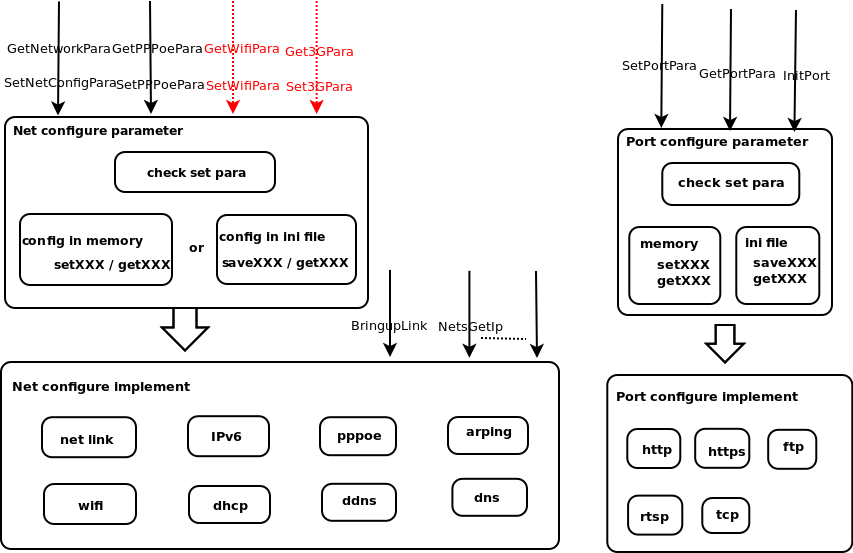 GetNetworkPara GetPPPoePara GetWifiPara Get3GPara
SetNetConfigPara SetPPPoePara SetWifiPara Set3GPara
Net configure parameter
check set para
config in memory
setXXX / getXXX
or
config in ini file
saveXXX / getXXX
BringupLink NetsGetIp
Net configure implement
net link IPv6 pppoe arping
wifi dhcp ddns dns
SetPortPara GetPortPara InitPort
Port configure parameter
check set para
memory
setXXX
getXXX
ini file
saveXXX
getXXX
Port configure implement
http https ftp
rtsp tcp